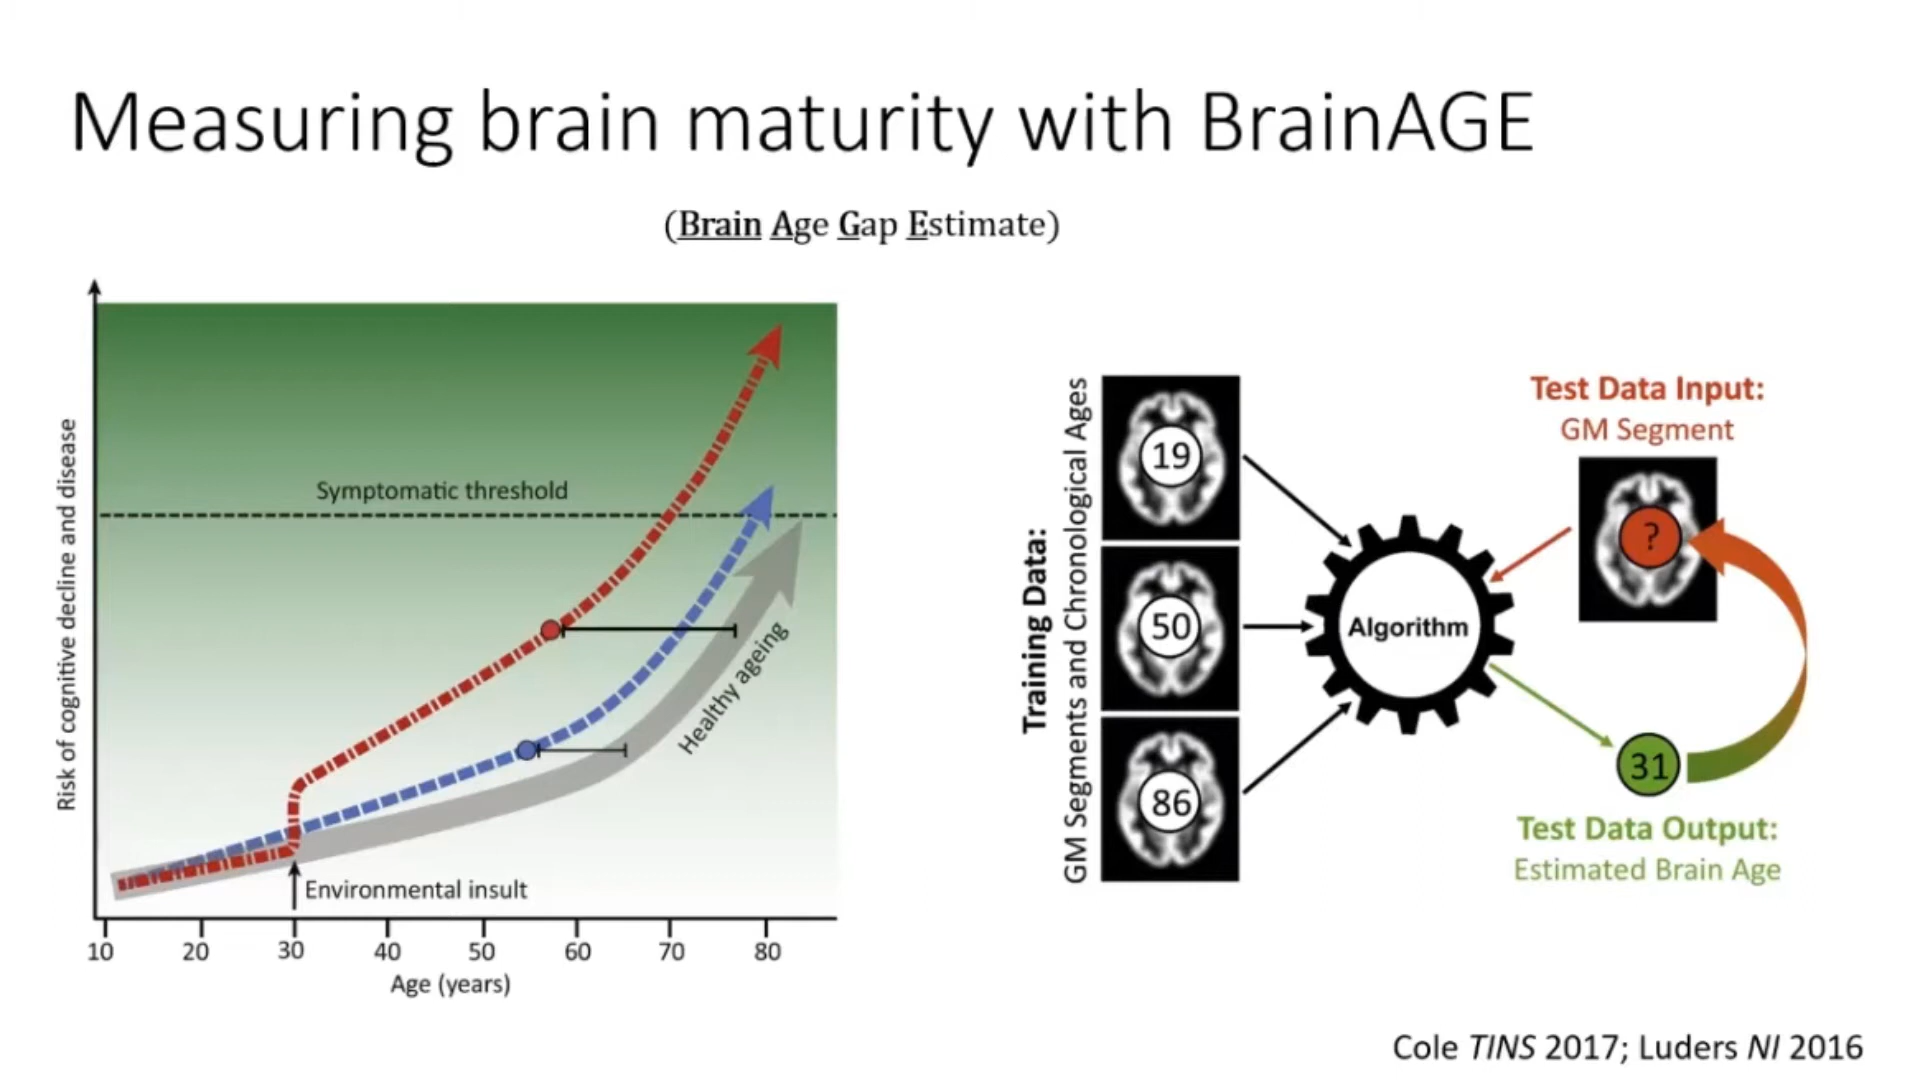 Measuring brain maturity with BrainAGE
(Brain Age Gap Estimate)
Risk of cognitive decline and disease
Symptomatic threshold
Healthy ageing
Environmental insult
10 20 30 40 50 60 70 80
Age (years)
Training Data:
GM Segments and Chronological Ages
19
50
86
Algorithm
Test Data Input:
GM Segment
?
31
Test Data Output:
Estimated Brain Age
Cole TINS 2017; Luders NI 2016